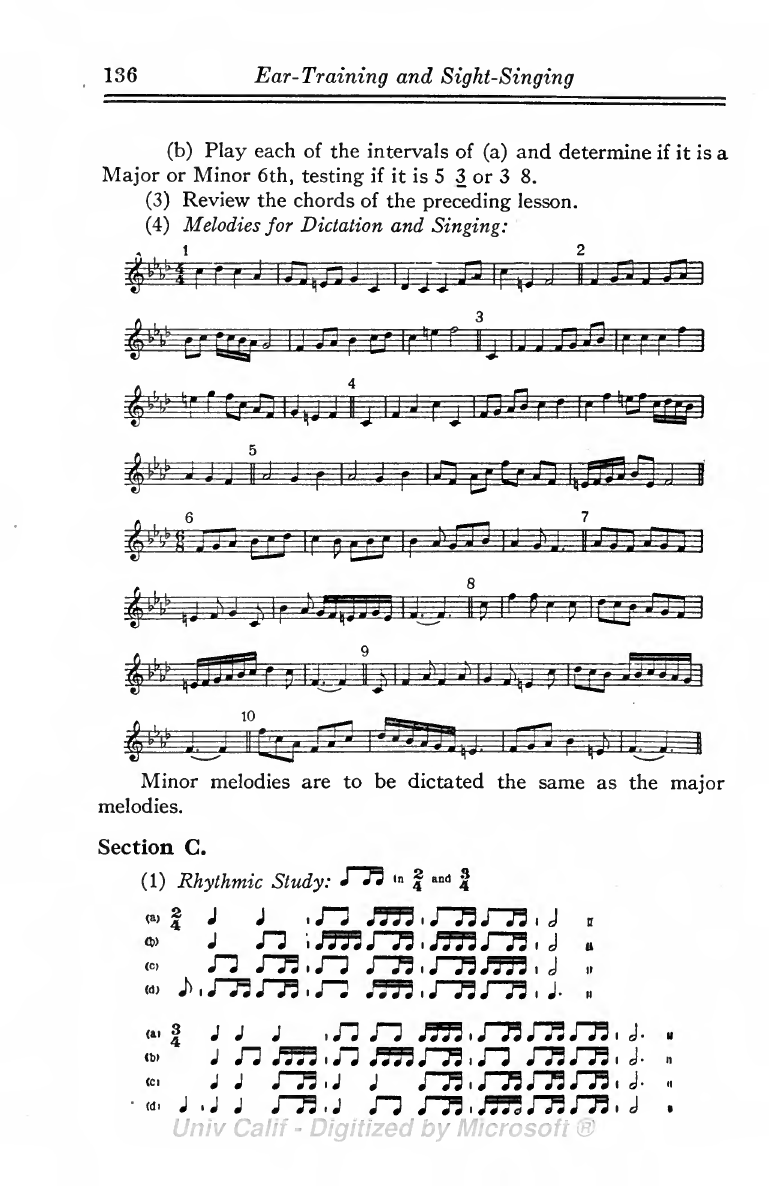 136 Ear-Training and Sight-Singing
(b) Play each of the intervals of (a) and determine if it is a
Major or Minor 6th, testing if it is 5 3 or 3 8.
(3) Review the chords of the preceding lesson.
(4) Melodies for Dictation and Singing:
1 2
4
4
3
4
5
6 7
6
8
8
9
10
Minor melodies are to be dictated the same as the major
melodies.
Section C.
(1) Rhythmic Study: in 2/4 and 3/4
(a) 2/4
(b)
(c)
(d)
(a) 3/4
(b)
(c)
(d)
Univ Calif - Digitized by Microsoft ®